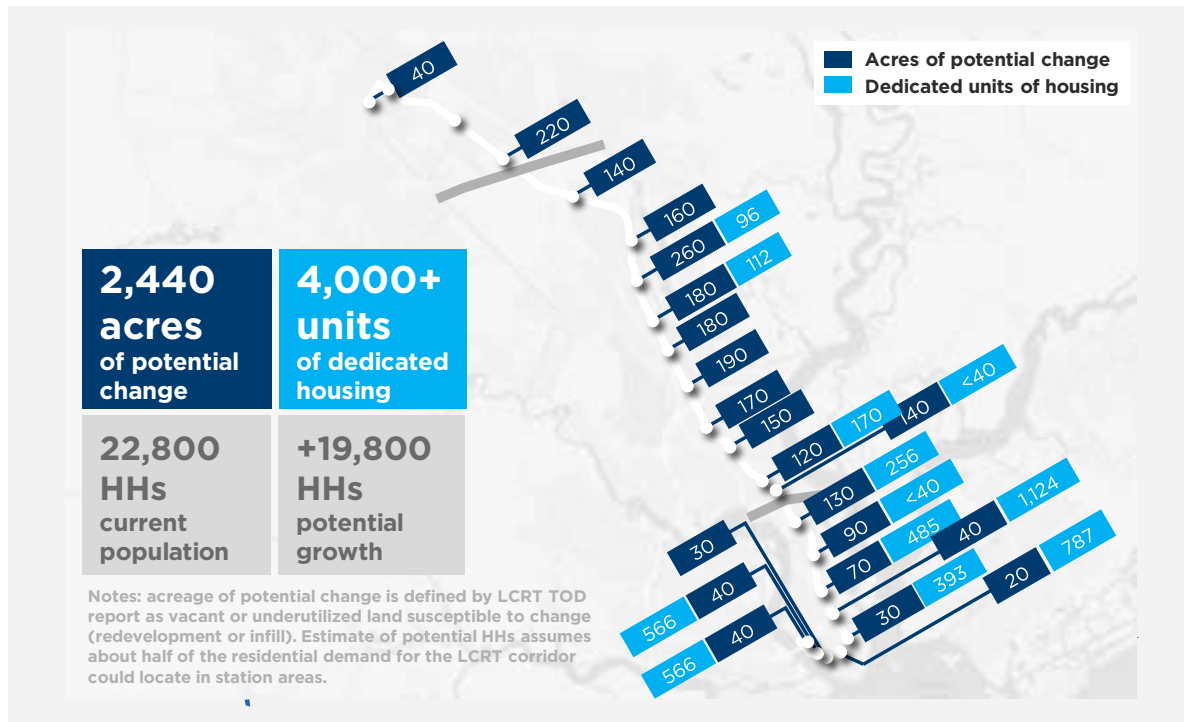 Acres of potential change
Dedicated units of housing
40
220
140
160
260 96
180 112
180
190
170
150
120 170
140 <40
130 256
90 <40
70 485
40 1,124
30 393
20 787
30
566 40
566 40
2,440
acres
of potential
change
4,000+
units
of dedicated
housing
22,800
HHs
current
population
+19,800
HHs
potential
growth
Notes: acreage of potential change is defined by LCRT TOD
report as vacant or underutilized land susceptible to change
(redevelopment or infill). Estimate of potential HHs assumes
about half of the residential demand for the LCRT corridor
could locate in station areas.